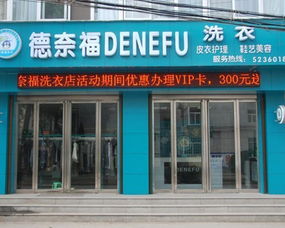 德奈福DENEFU 洗衣
皮衣护理 鞋艺美容
服务热线: 5236018
奈福洗衣店活动期间优惠办理VIP卡，300元送
DENEFU